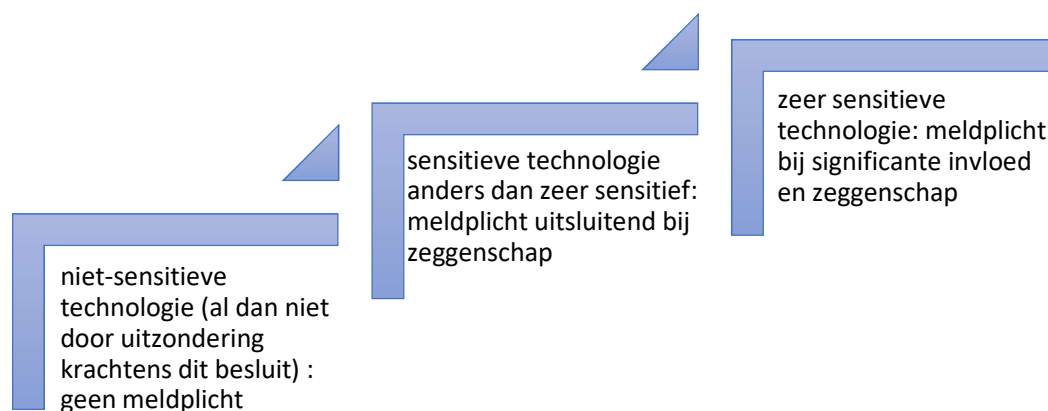 niet-sensitieve
technologie (al dan niet
door uitzondering
krachtens dit besluit) :
geen meldplicht
sensitieve technologie
anders dan zeer sensitief:
meldplicht uitsluitend bij
zeggenschap
zeer sensitieve
technologie: meldplicht
bij significante invloed
en zeggenschap